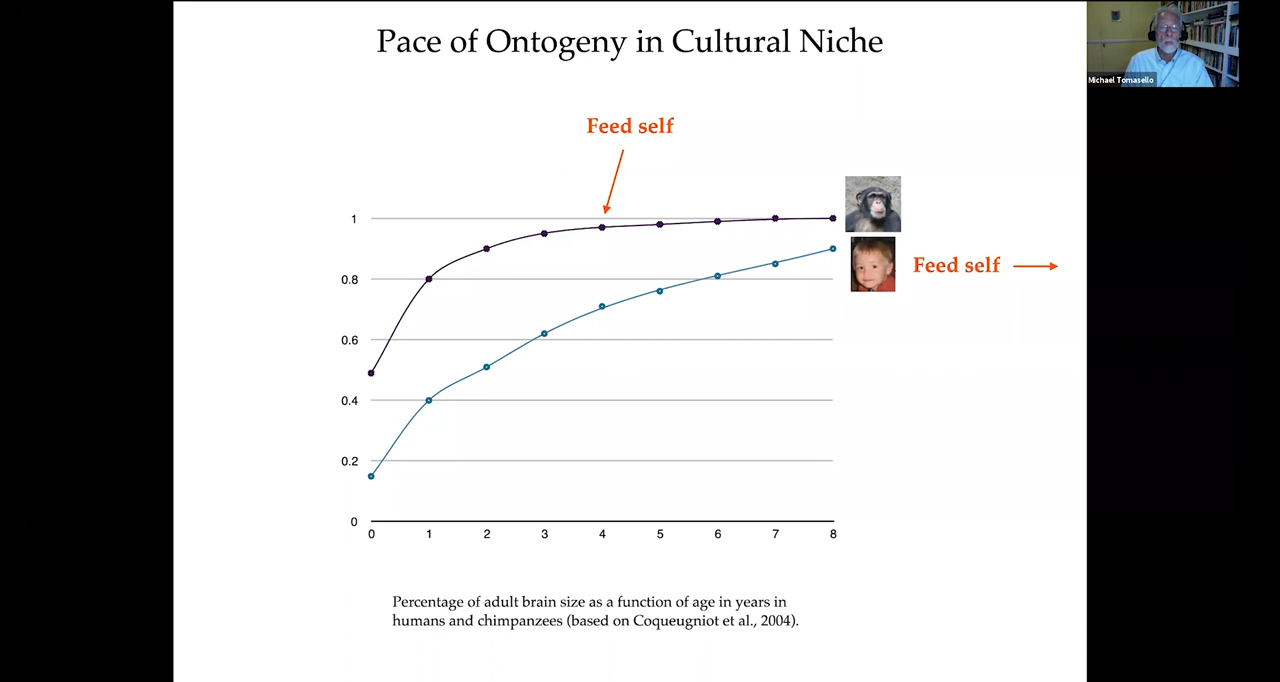 Pace of Ontogeny in Cultural Niche
Michael Tomasello
Feed self
1
0.8
0.6
0.4
0.2
0
0 1 2 3 4 5 6 7 8
Feed self
Percentage of adult brain size as a function of age in years in
humans and chimpanzees (based on Coqueugniot et al., 2004).